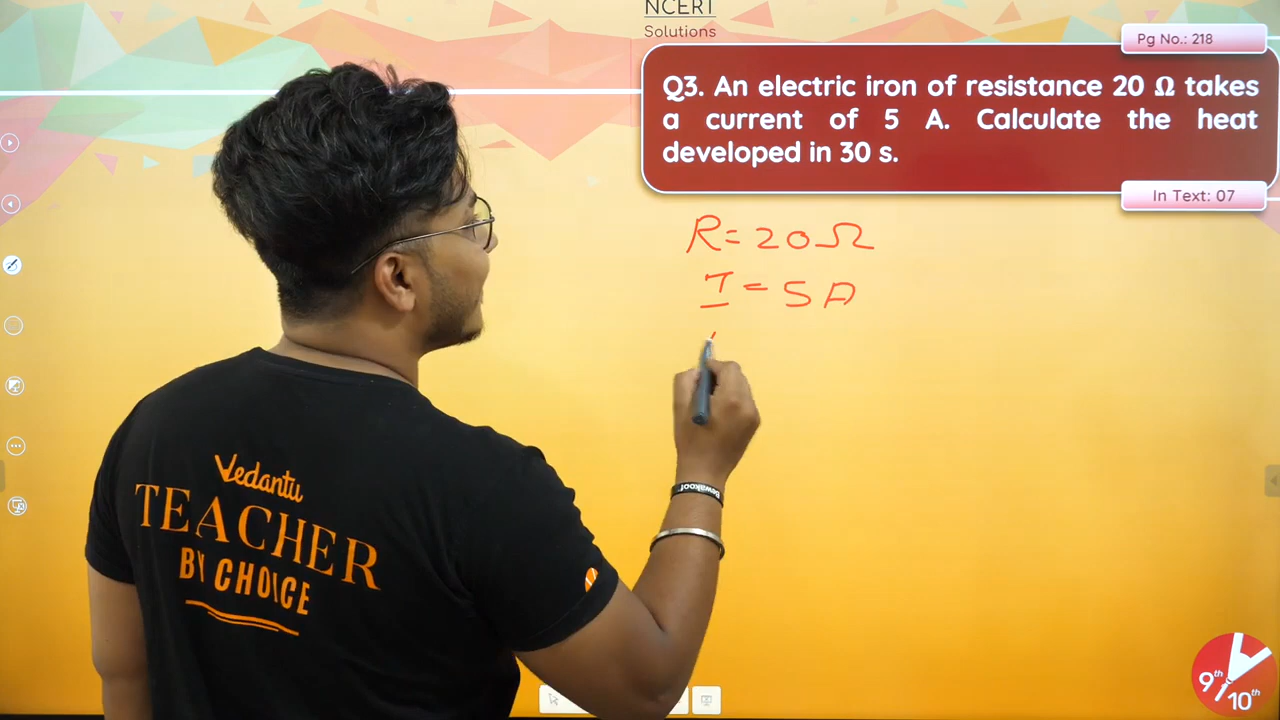 NCERT
Solutions
Pg No.: 218
Q3. An electric iron of resistance 20 Ω takes
a current of 5 A. Calculate the heat
developed in 30 s.
In Text: 07
R= 20 Ω
I = 5 A
Vedantu
TEACHER
BY CHOICE
Bewakoof
9th
10th